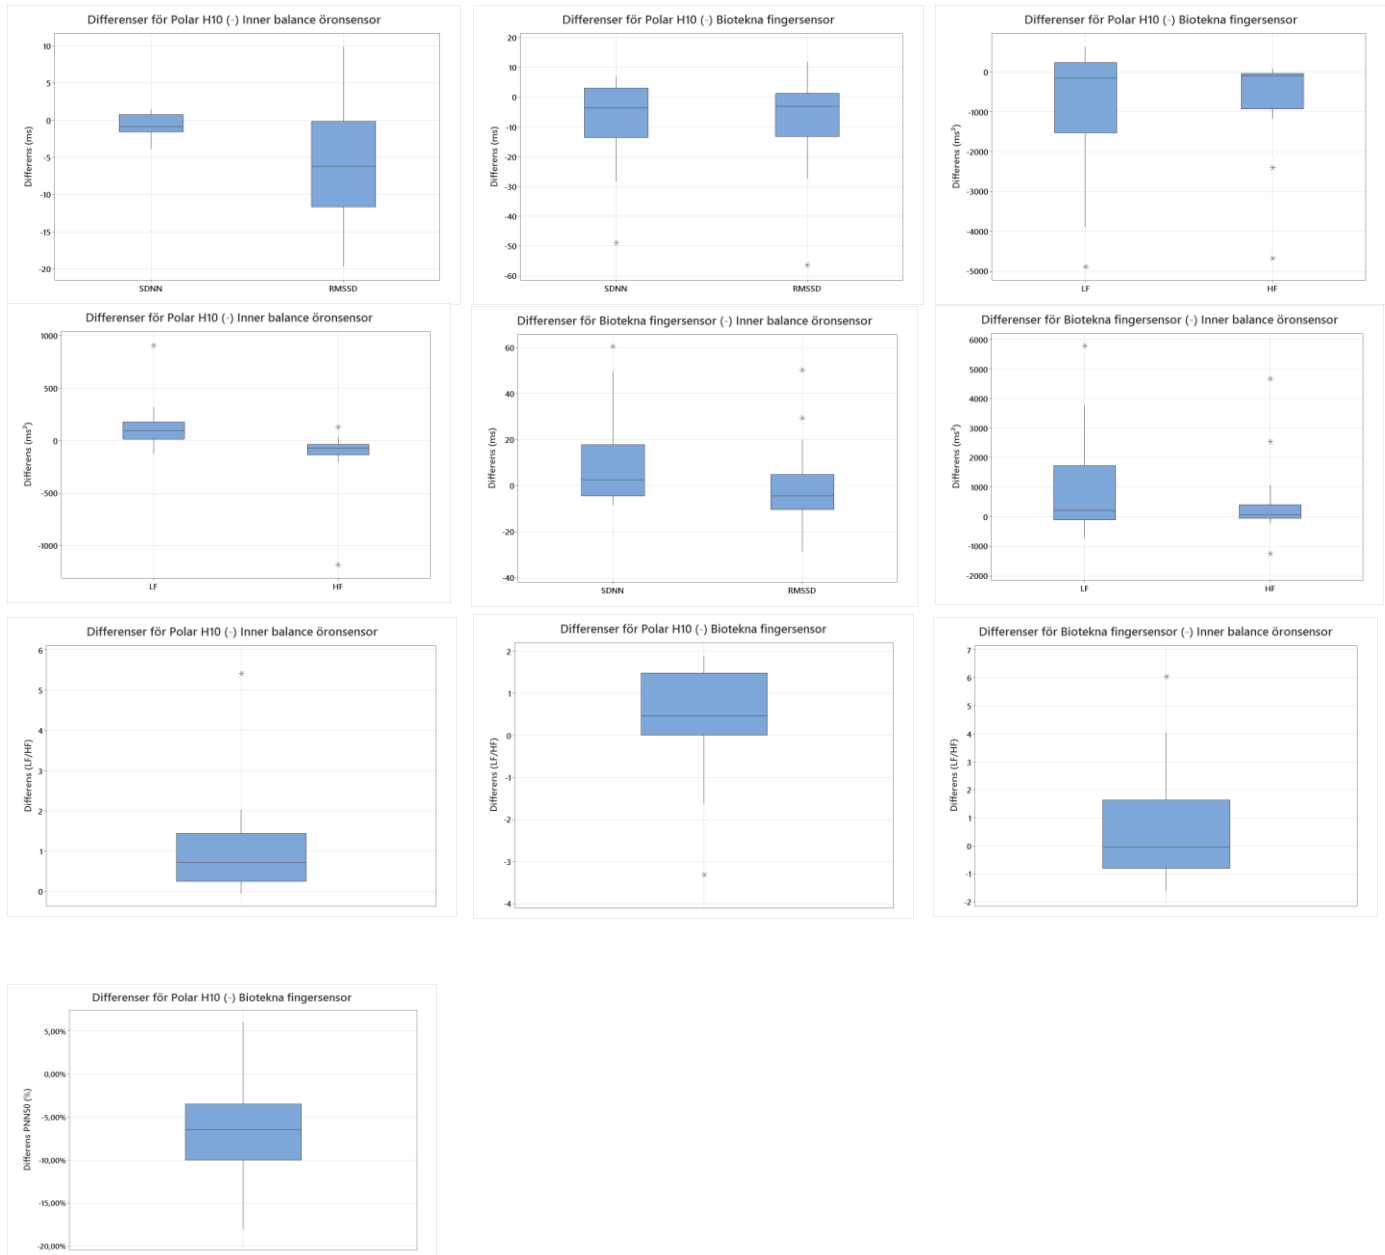 Differenser för Polar H10 (-) Inner balance öronsensor
10
5
0
-5
-10
-15
-20
Differens (ms)
SDNN
RMSSD
Differenser för Polar H10 (-) Biotekna fingersensor
20
10
0
-10
-20
-30
-40
-50
-60
Differens (ms)
SDNN
RMSSD
Differenser för Polar H10 (-) Biotekna fingersensor
0
-1000
-2000
-3000
-4000
-5000
Differens (ms²)
LF
HF
Differenser för Polar H10 (-) Inner balance öronsensor
1000
500
0
-500
-1000
Differens (ms²)
LF
HF
Differenser för Biotekna fingersensor (-) Inner balance öronsensor
60
40
20
0
-20
-40
Differens (ms)
SDNN
RMSSD
Differenser för Biotekna fingersensor (-) Inner balance öronsensor
6000
5000
4000
3000
2000
1000
0
-1000
-2000
Differens (ms²)
LF
HF
Differenser för Polar H10 (-) Inner balance öronsensor
6
5
4
3
2
1
0
Differens (LF/HF)
Differenser för Polar H10 (-) Biotekna fingersensor
2
1
0
-1
-2
-3
-4
Differens (LF/HF)
Differenser för Biotekna fingersensor (-) Inner balance öronsensor
7
6
5
4
3
2
1
0
-1
-2
Differens (LF/HF)
Differenser för Polar H10 (-) Biotekna fingersensor
5,00%
0,00%
-5,00%
-10,00%
-15,00%
-20,00%
Differens PNN50 (%)